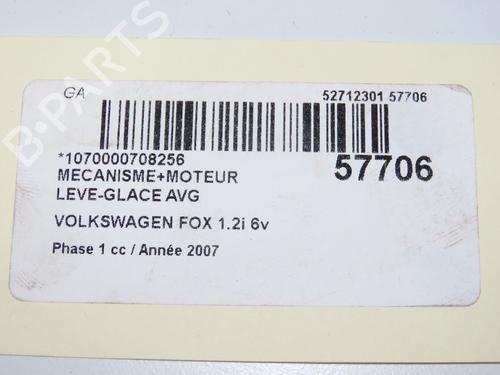 GA
52712301 57706
*1070000708256
57706
MECANISME+MOTEUR
LEVE-GLACE AVG
VOLKSWAGEN FOX 1.2i 6v
Phase 1 cc / Année 2007
B-PARTS